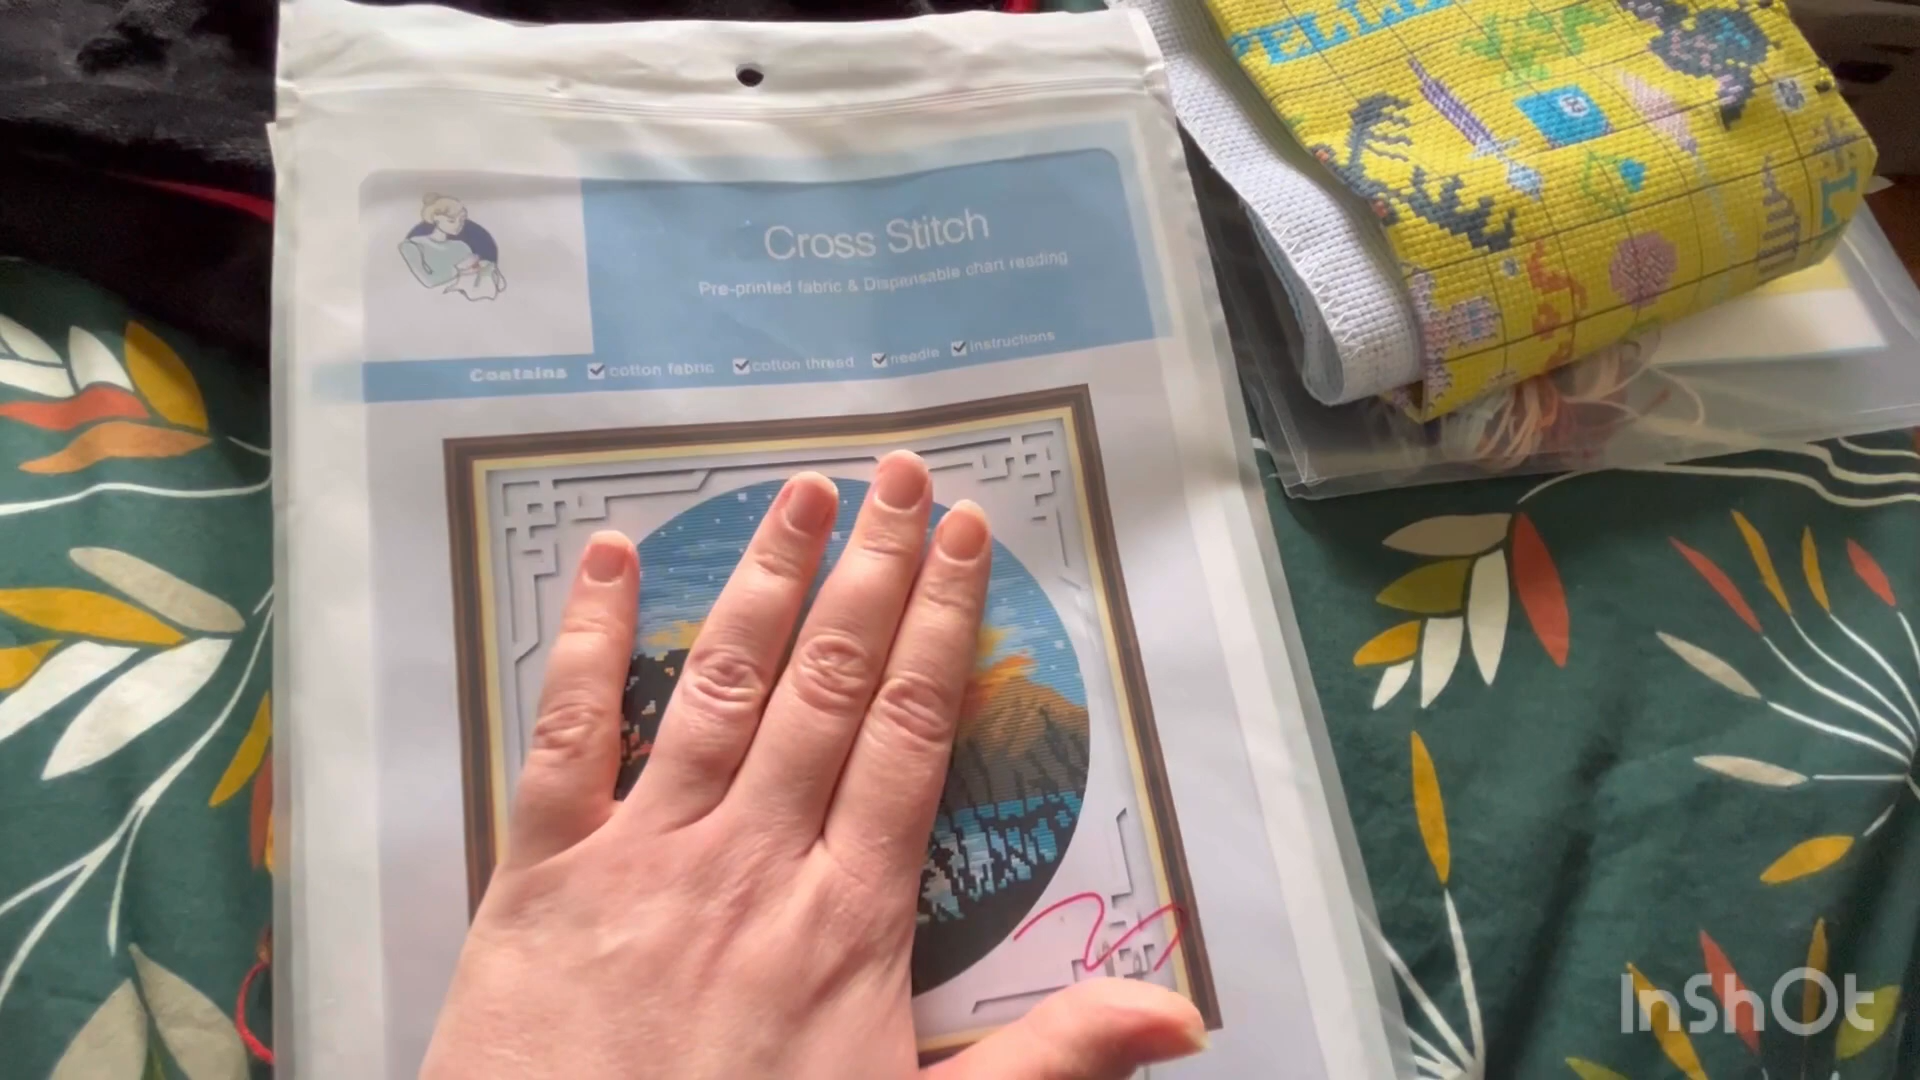 Cross Stitch
Pre-printed fabric & Dispensable chart reading
Contains cotton fabric cotton thread needle instructions
InShOt